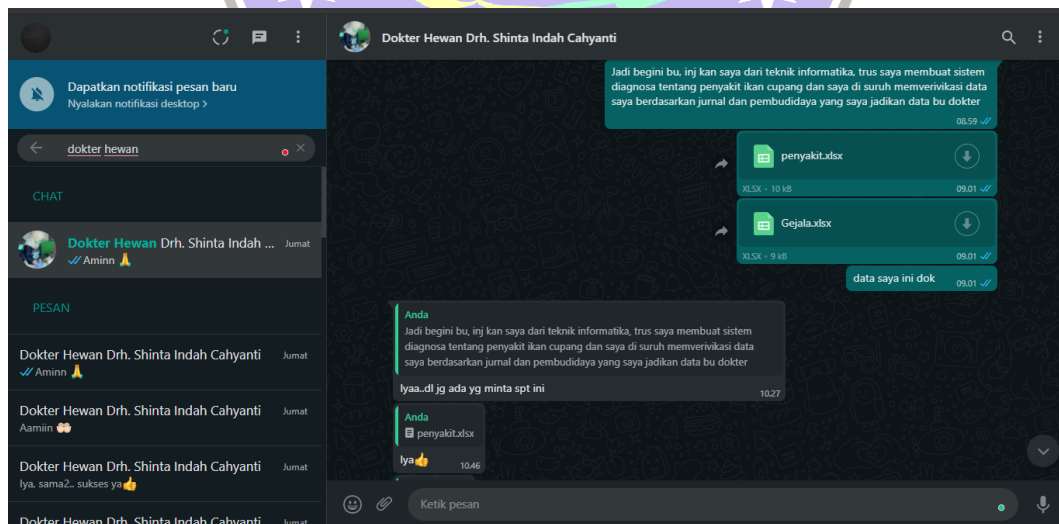 Dapatkan notifikasi pesan baru
Nyalakan notifikasi desktop >
dokter hewan
CHAT
Dokter Hewan Drh. Shinta Indah ... Jumat
Aminn 🙏
PESAN
Dokter Hewan Drh. Shinta Indah Cahyanti Jumat
Aminn 🙏
Dokter Hewan Drh. Shinta Indah Cahyanti Jumat
Aamiin 🤲🏻
Dokter Hewan Drh. Shinta Indah Cahyanti Jumat
Iya, sama2.. sukses ya👍
Dokter Hewan Drh. Shinta Indah Cahyanti Jumat
Dokter Hewan Drh. Shinta Indah Cahyanti
Jadi begini bu, inj kan saya dari teknik informatika, trus saya membuat sistem
diagnosa tentang penyakit ikan cupang dan saya di suruh memverivikasi data
saya berdasarkan jurnal dan pembudidaya yang saya jadikan data bu dokter
08.59
penyakit.xlsx
XLSX • 10 kB 09.01
Gejala.xlsx
XLSX • 9 kB 09.01
data saya ini dok 09.01
Anda
Jadi begini bu, inj kan saya dari teknik informatika, trus saya membuat sistem
diagnosa tentang penyakit ikan cupang dan saya di suruh memverivikasi data
saya berdasarkan jurnal dan pembudidaya yang saya jadikan data bu dokter
Iyaa..dl jg ada yg minta spt ini 10.27
Anda
penyakit.xlsx
Iya👍 10.46
Ketik pesan